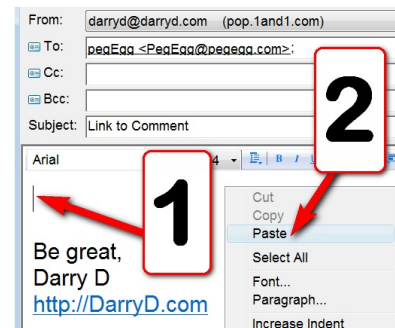 From: darryd@darryd.com (pop.1and1.com)
To: pegEgg <PegEgg@pegegg.com>;
Cc:
Bcc:
Subject: Link to Comment
Arial 4 B I U
1
2
Cut
Copy
Paste
Select All
Font...
Paragraph...
Increase Indent
Be great,
Darry D
http://DarryD.com